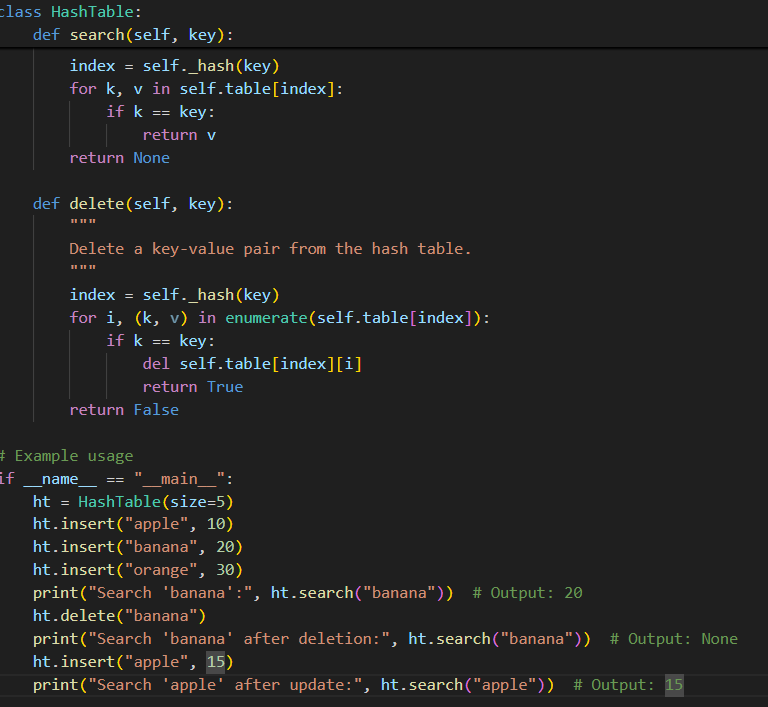 class HashTable:
    def search(self, key):
        index = self._hash(key)
        for k, v in self.table[index]:
            if k == key:
                return v
        return None

    def delete(self, key):
        """
        Delete a key-value pair from the hash table.
        """
        index = self._hash(key)
        for i, (k, v) in enumerate(self.table[index]):
            if k == key:
                del self.table[index][i]
                return True
        return False

# Example usage
if __name__ == "__main__":
    ht = HashTable(size=5)
    ht.insert("apple", 10)
    ht.insert("banana", 20)
    ht.insert("orange", 30)
    print("Search 'banana':", ht.search("banana"))  # Output: 20
    ht.delete("banana")
    print("Search 'banana' after deletion:", ht.search("banana"))  # Output: None
    ht.insert("apple", 15)
    print("Search 'apple' after update:", ht.search("apple"))  # Output: 15